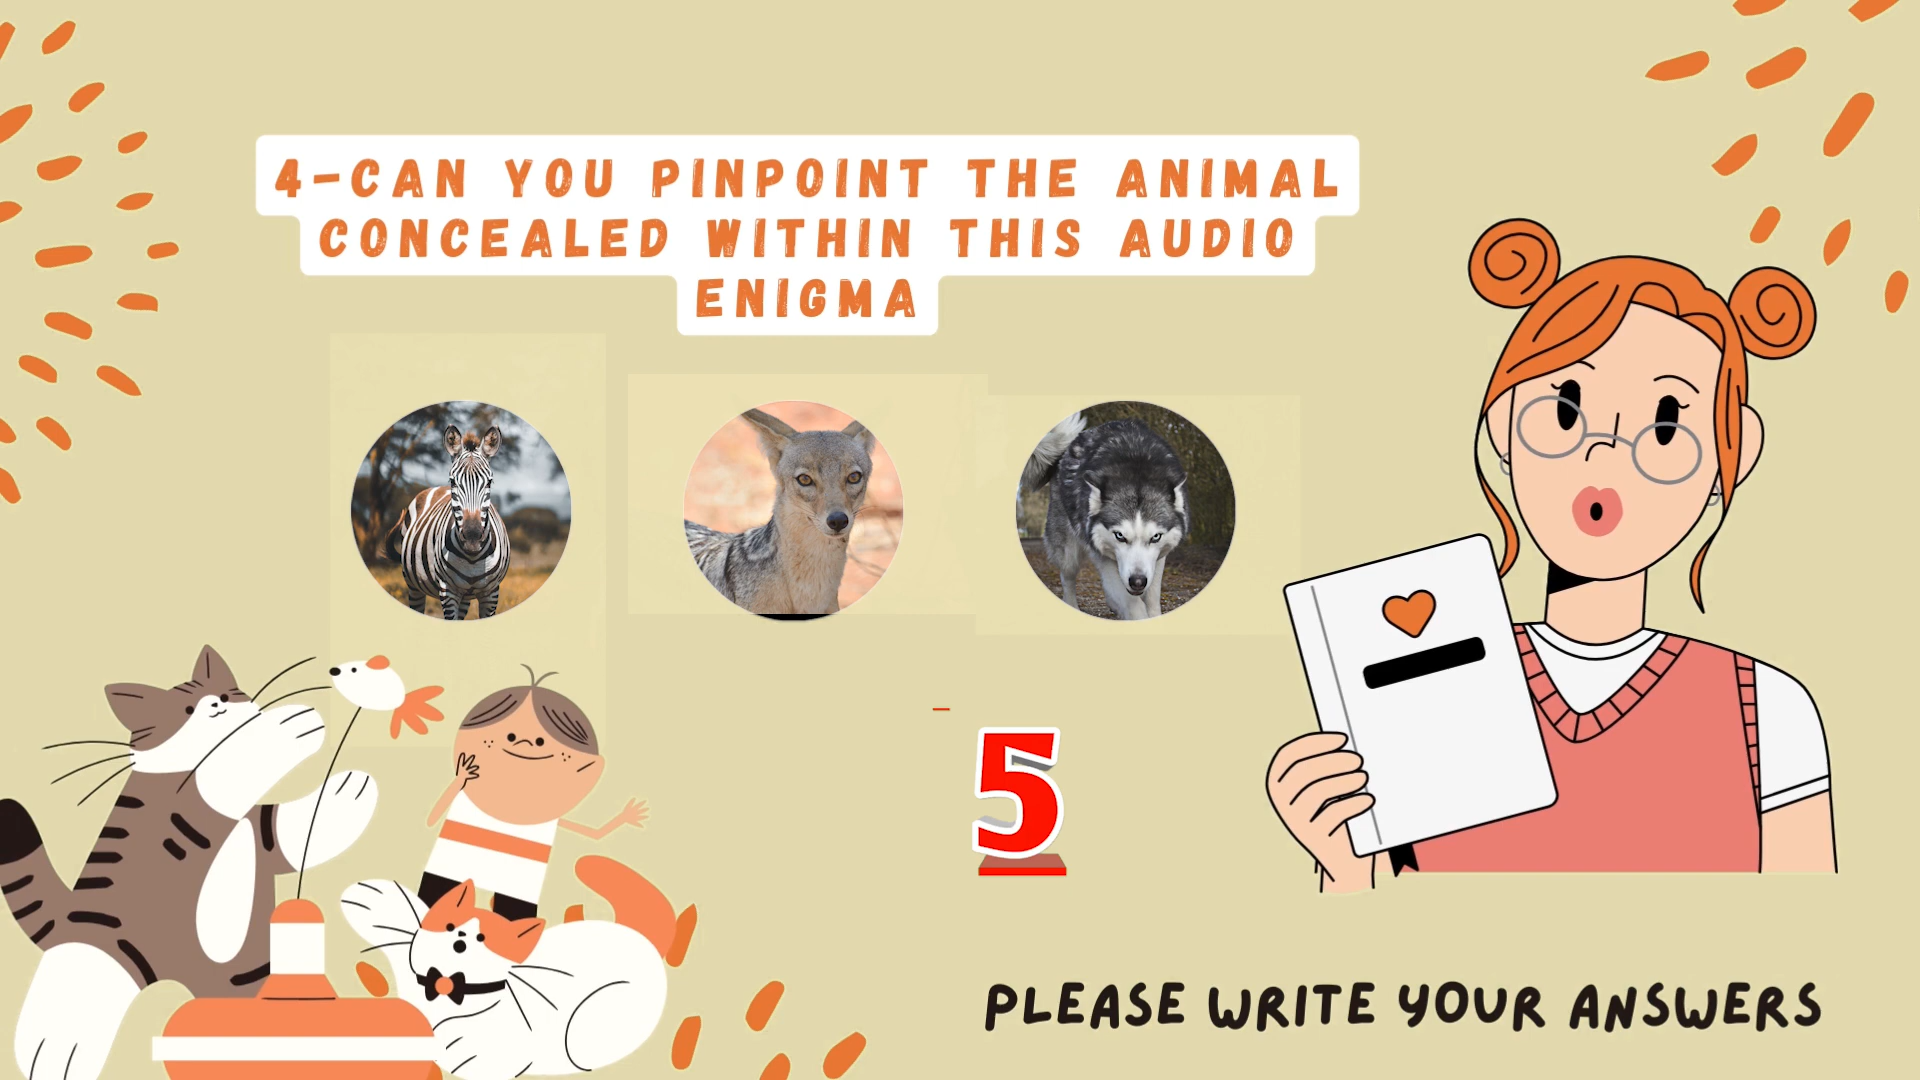 4-CAN YOU PINPOINT THE ANIMAL
CONCEALED WITHIN THIS AUDIO
ENIGMA
5
PLEASE WRITE YOUR ANSWERS